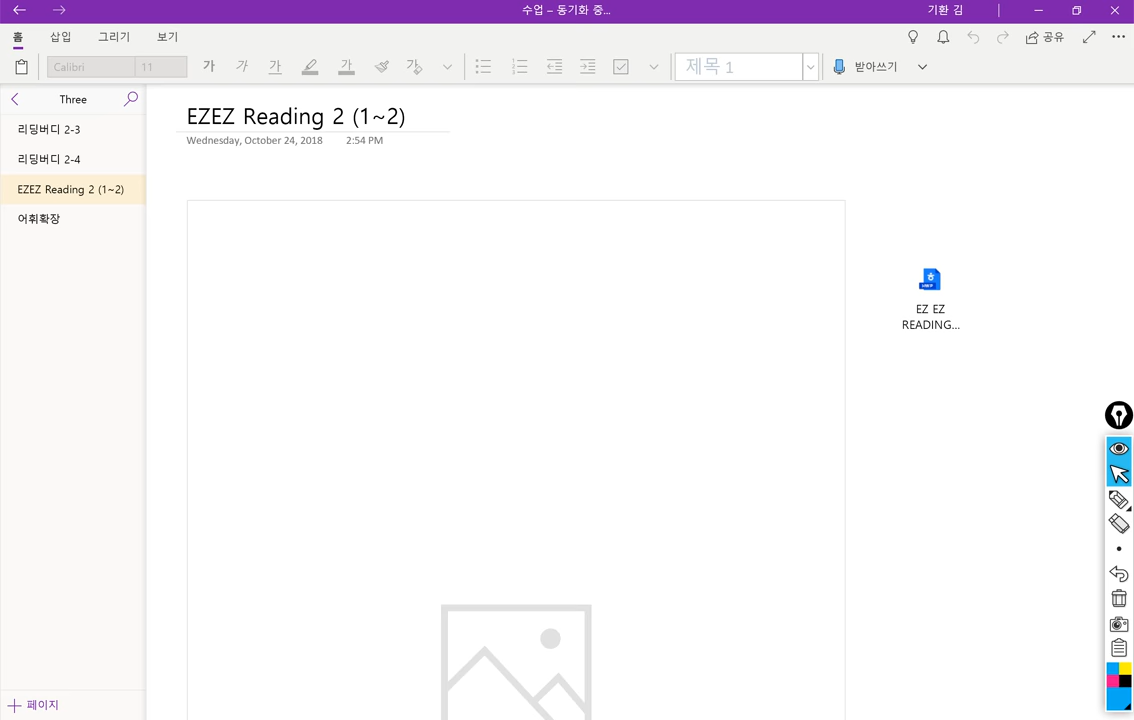 수업 – 동기화 중...
기환 김
홈
삽입
그리기
보기
공유
Calibri
11
가
가
가
가
가
제목 1
받아쓰기
Three
리딩버디 2-3
리딩버디 2-4
EZEZ Reading 2 (1~2)
어휘확장
페이지
EZEZ Reading 2 (1~2)
Wednesday, October 24, 2018
2:54 PM
EZ EZ
READING...